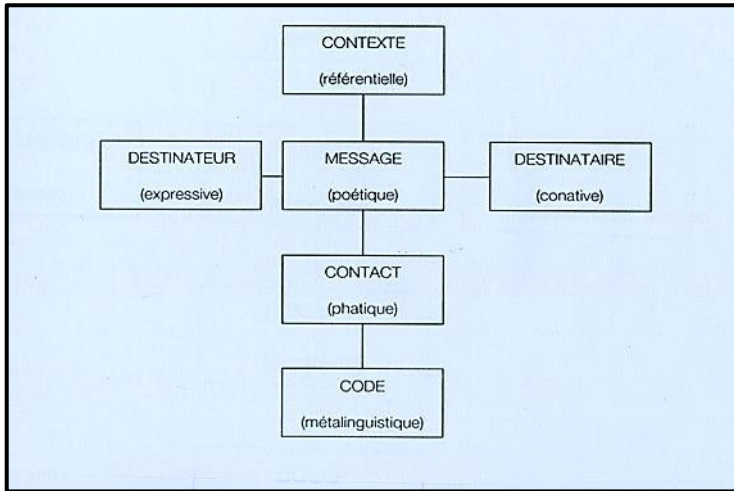 CONTEXTE
(référentielle)
DESTINATEUR
(expressive)
MESSAGE
(poétique)
DESTINATAIRE
(conative)
CONTACT
(phatique)
CODE
(métalinguistique)